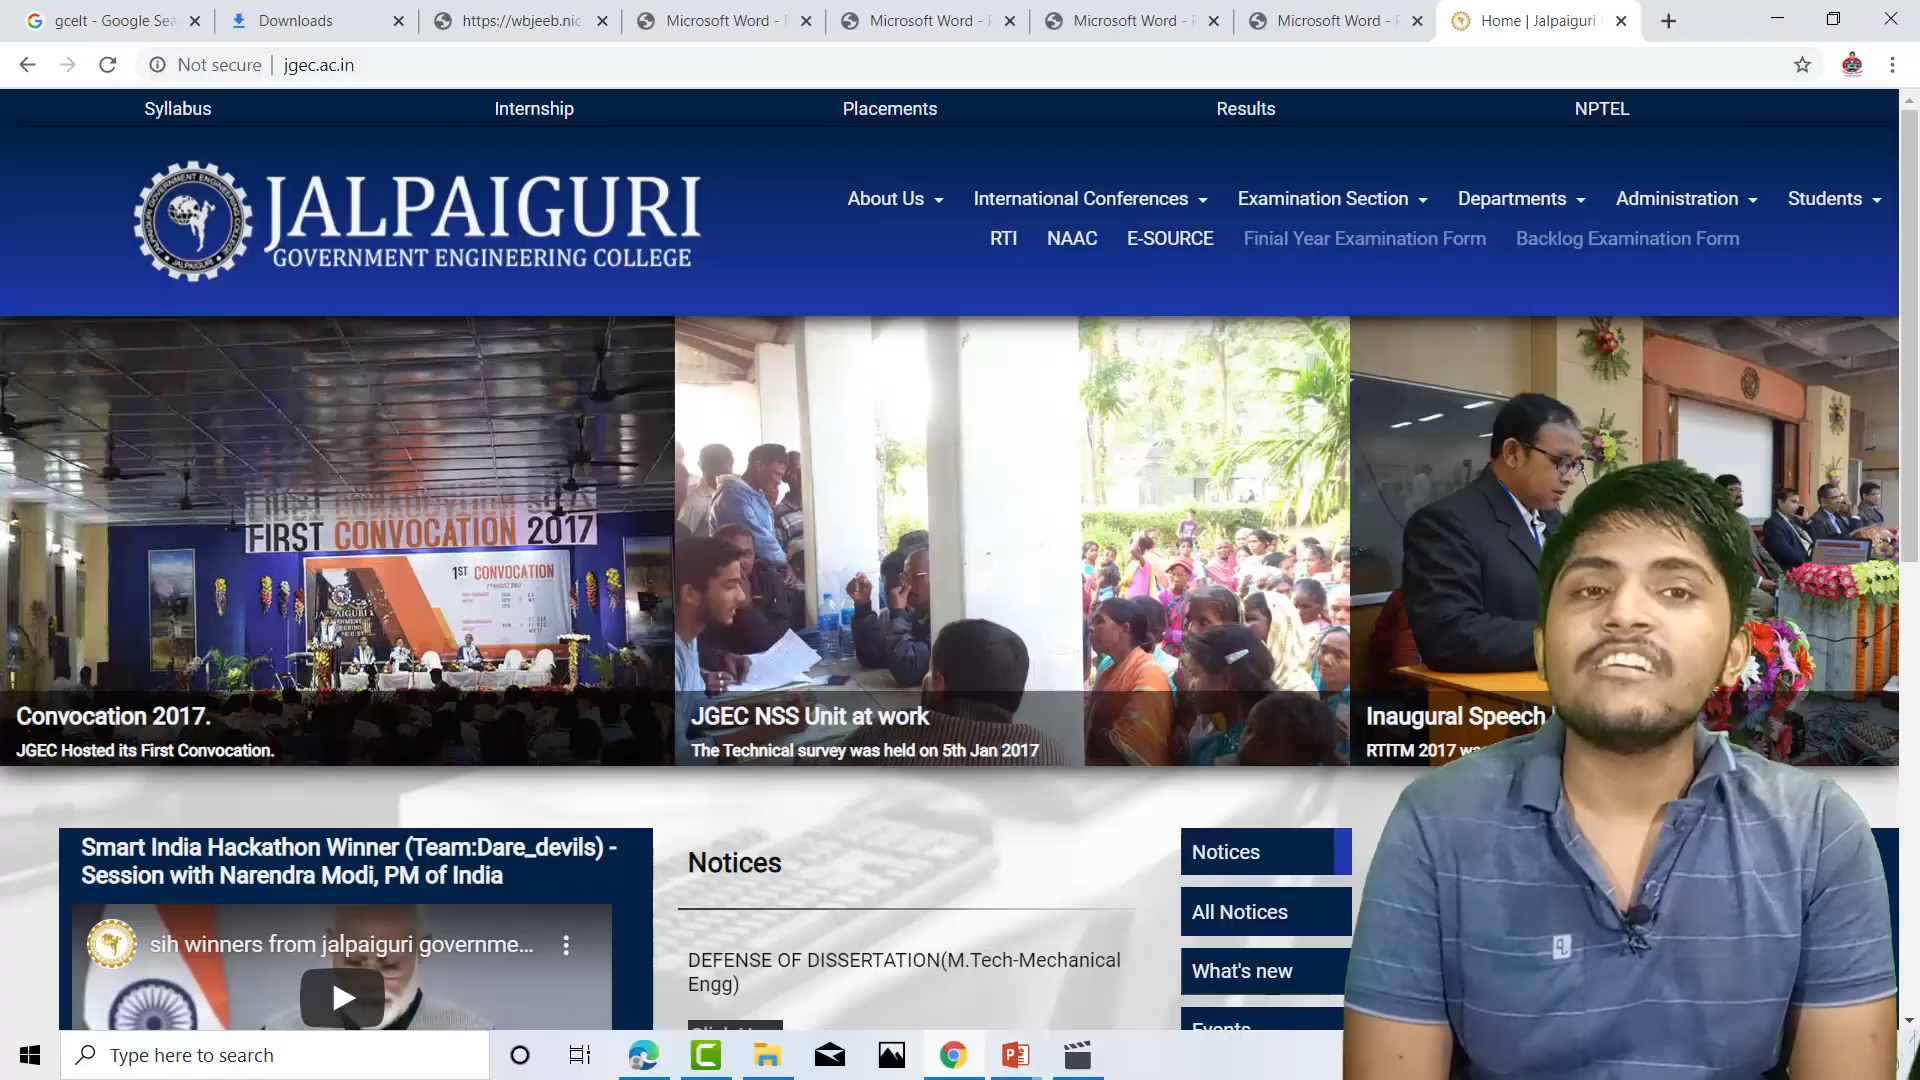 gcelt - Google Sea
Downloads
https://wbjeeb.nic.
Microsoft Word - 
Microsoft Word - 
Microsoft Word - 
Microsoft Word - 
Home | Jalpaiguri
Not secure
jgec.ac.in
Syllabus
Internship
Placements
Results
NPTEL
JALPAIGURI
GOVERNMENT ENGINEERING COLLEGE
About Us
International Conferences
Examination Section
Departments
Administration
Students
RTI
NAAC
E-SOURCE
Finial Year Examination Form
Backlog Examination Form
FIRST CONVOCATION 2017
1ST CONVOCATION
Convocation 2017.
JGEC Hosted its First Convocation.
JGEC NSS Unit at work
The Technical survey was held on 5th Jan 2017
Inaugural Speech
RTITM 2017
Smart India Hackathon Winner (Team:Dare_devils) -
Session with Narendra Modi, PM of India
sih winners from jalpaiguri governme...
Notices
DEFENSE OF DISSERTATION(M.Tech-Mechanical
Engg)
Notices
All Notices
What's new
Events
Type here to search